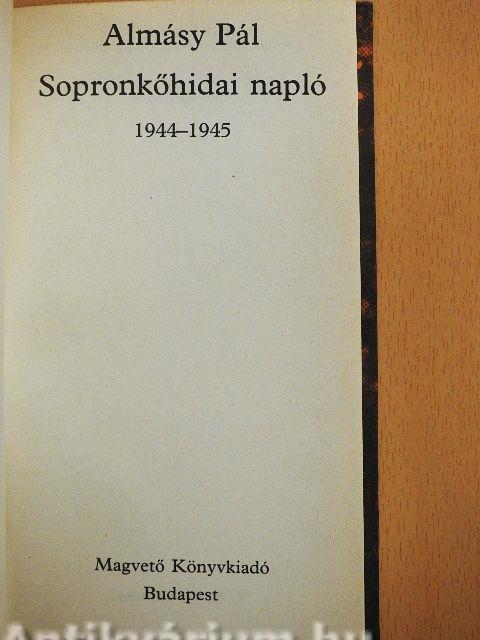 Almásy Pál
Sopronkőhidai napló
1944–1945
Magvető Könyvkiadó
Budapest
Antikvárium.hu